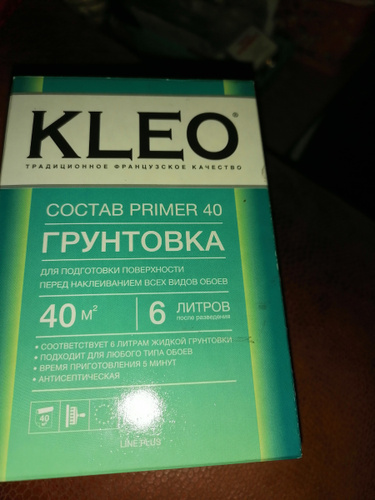 KLEO®
ТРАДИЦИОННОЕ ФРАНЦУЗСКОЕ КАЧЕСТВО
СОСТАВ PRIMER 40
ГРУНТОВКА
ДЛЯ ПОДГОТОВКИ ПОВЕРХНОСТИ
ПЕРЕД НАКЛЕИВАНИЕМ ВСЕХ ВИДОВ ОБОЕВ
40 М² 6 ЛИТРОВ
после разведения
• СООТВЕТСТВУЕТ 6 ЛИТРАМ ЖИДКОЙ ГРУНТОВКИ
• ПОДХОДИТ ДЛЯ ЛЮБОГО ТИПА ОБОЕВ
• ВРЕМЯ ПРИГОТОВЛЕНИЯ 5 МИНУТ
• АНТИСЕПТИЧЕСКАЯ
40
LINE PLUS